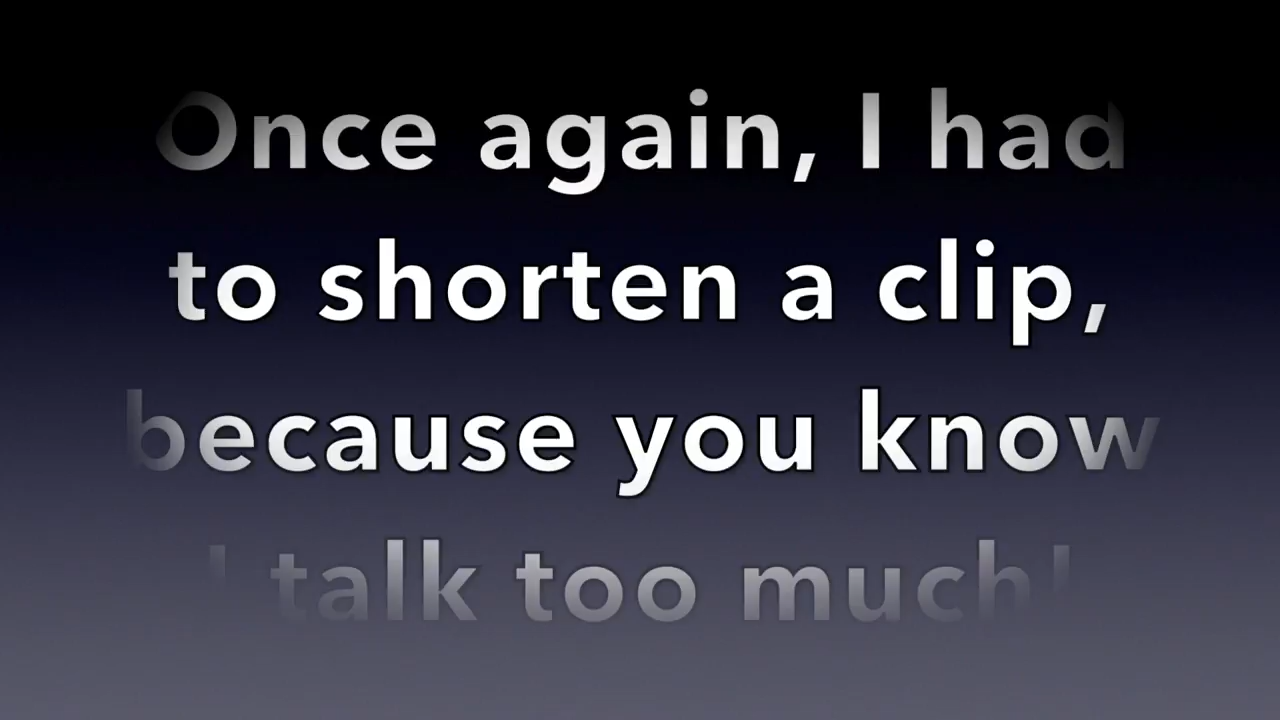 Once again, I had
to shorten a clip,
because you know
I talk too much!